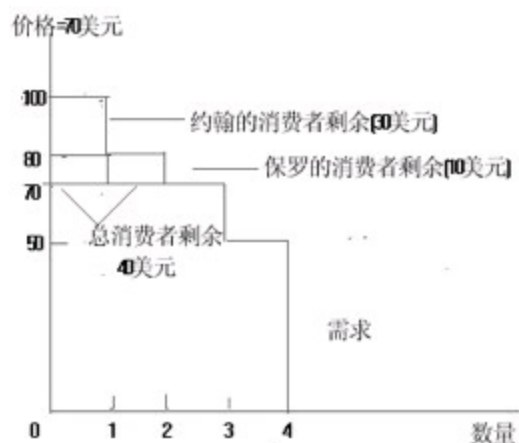 价格=70美元
100
约翰的消费者剩余(30美元)
80
保罗的消费者剩余(10美元)
70
50
总消费者剩余
40美元
需求
0
1
2
3
4
数量